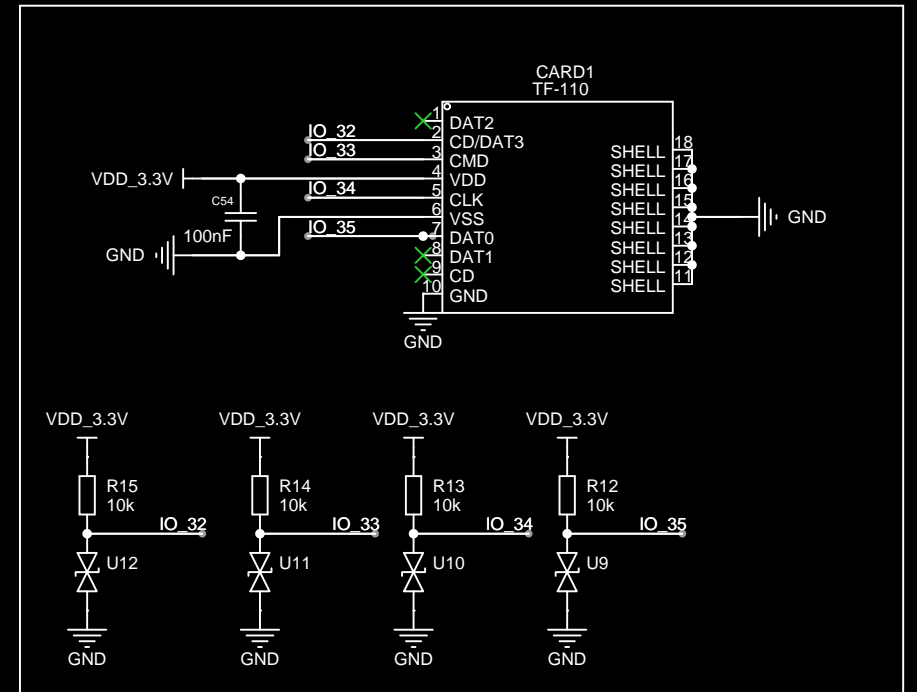 CARD1
TF-110
1
DAT2
IO_32
2
CD/DAT3
IO_33
3
CMD
VDD_3.3V
4
VDD
IO_34
5
CLK
C54
6
VSS
100nF
IO_35
7
DAT0
GND
8
DAT1
9
CD
10
GND
GND
18
SHELL
17
SHELL
16
SHELL
15
SHELL
14
SHELL
13
SHELL
12
SHELL
11
SHELL
GND
VDD_3.3V VDD_3.3V VDD_3.3V VDD_3.3V
R15 R14 R13 R12
10k 10k 10k 10k
IO_32 IO_33 IO_34 IO_35
U12 U11 U10 U9
GND GND GND GND